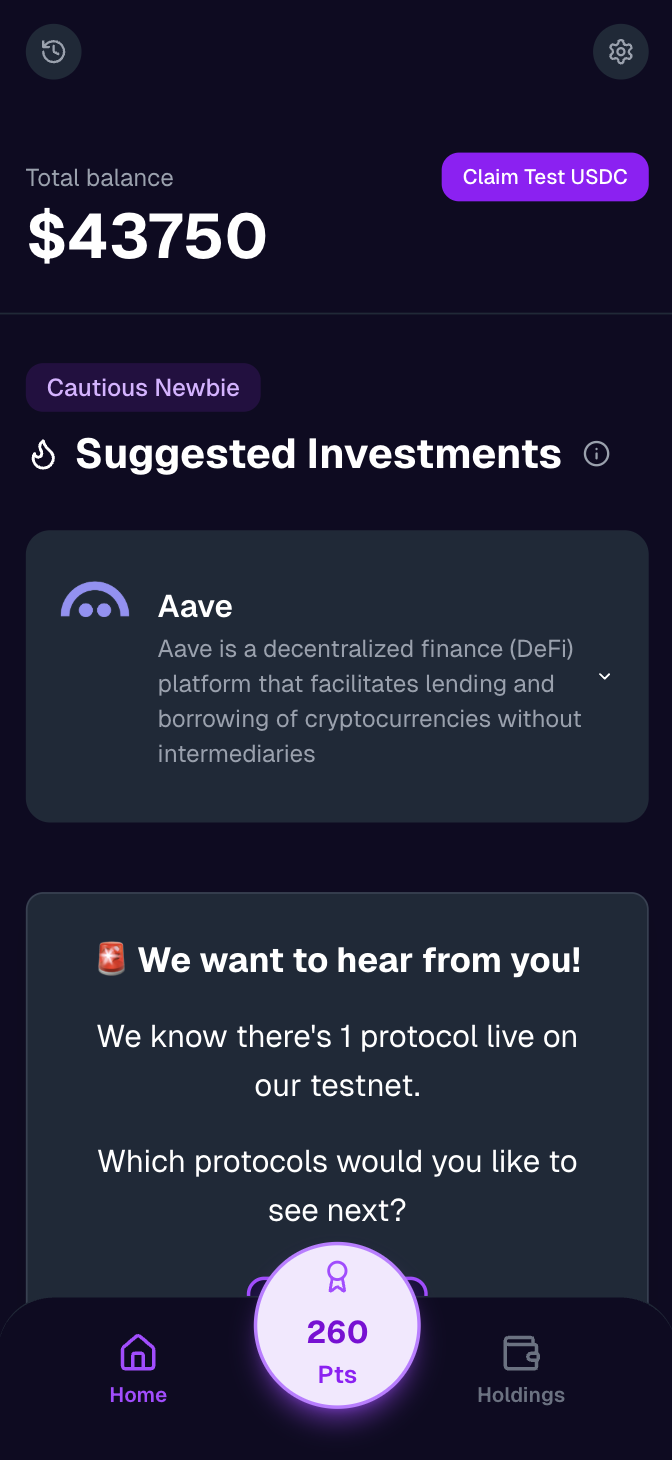 Total balance
Claim Test USDC
$43750
Cautious Newbie
Suggested Investments
Aave
Aave is a decentralized finance (DeFi)
platform that facilitates lending and
borrowing of cryptocurrencies without
intermediaries
🚨 We want to hear from you!
We know there's 1 protocol live on
our testnet.
Which protocols would you like to
see next?
260
Pts
Home
Holdings